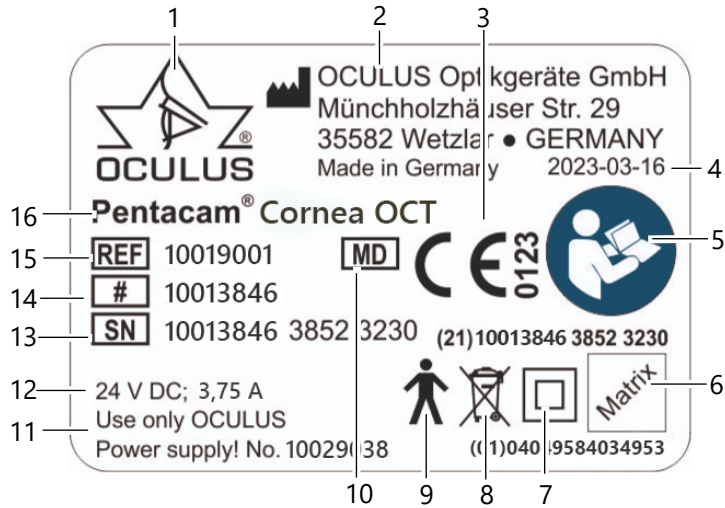 1
2
3
OCULUS Optikgeräte GmbH
Münchholzhäuser Str. 29
35582 Wetzlar ● GERMANY
®
OCULUS
Made in Germany 2023-03-16
4
16
Pentacam® Cornea OCT
15
REF 10019001
MD
CE 0123
5
14
# 10013846
13
SN 10013846 3852 3230
(21)10013846 3852 3230
12
24 V DC; 3,75 A
Matrix
6
11
Use only OCULUS
Power supply! No. 10029038
(01)04049584034953
10
9
8
7